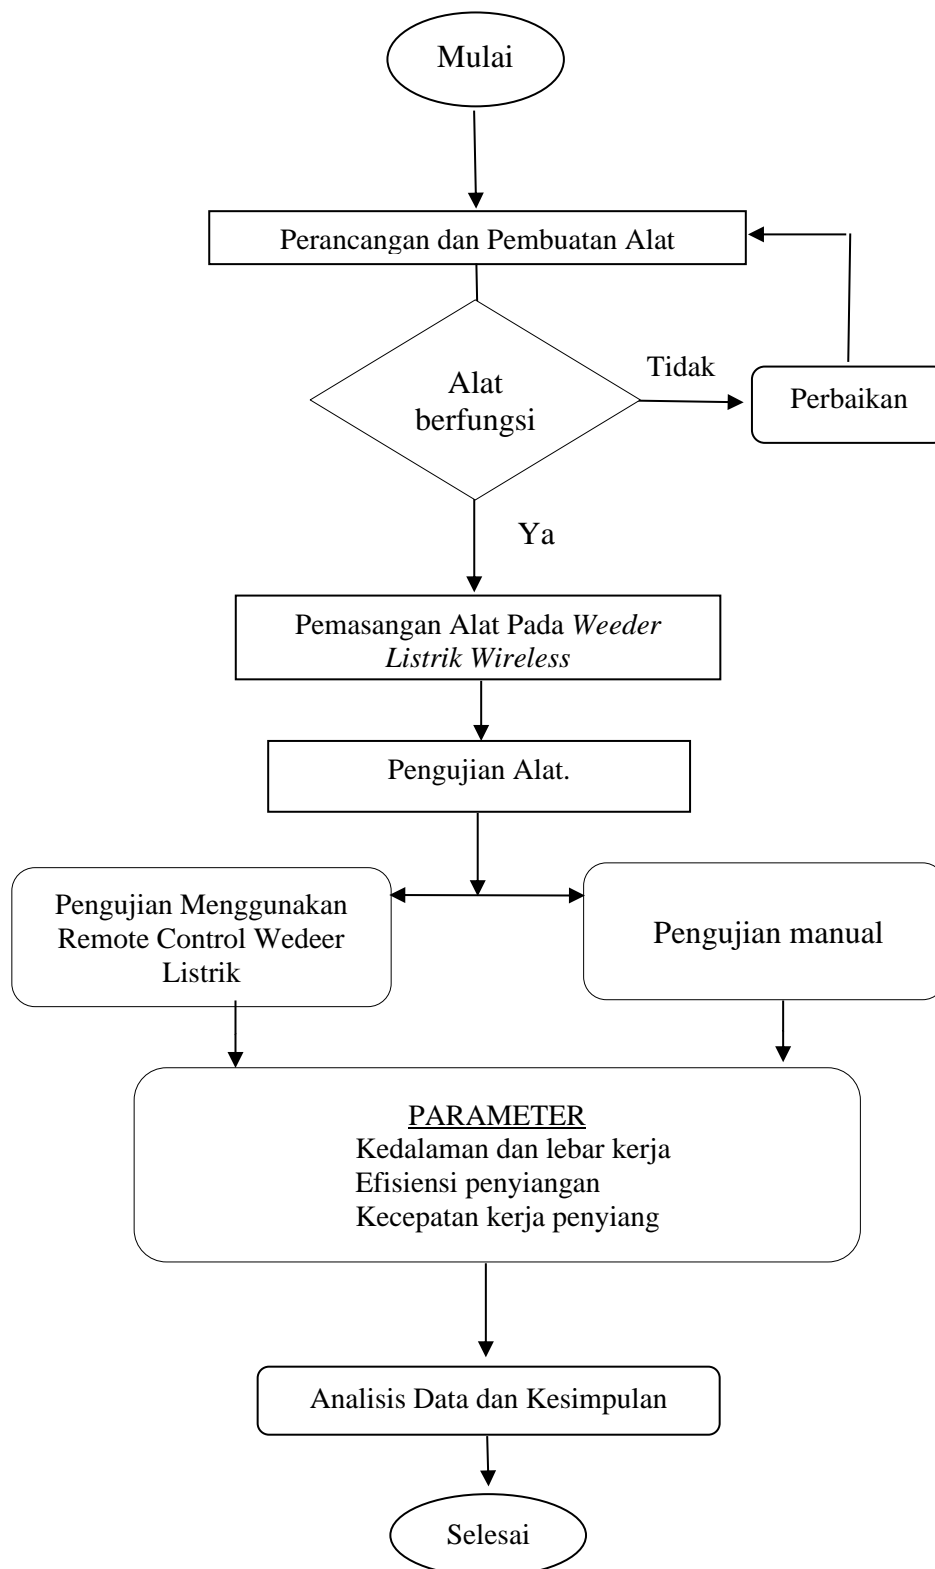 Mulai
Perancangan dan Pembuatan Alat
Alat
berfungsi
Tidak
Perbaikan
Ya
Pemasangan Alat Pada Weeder
Listrik Wireless
Pengujian Alat.
Pengujian Menggunakan
Remote Control Wedeer
Listrik
Pengujian manual
PARAMETER
Kedalaman dan lebar kerja
Efisiensi penyiangan
Kecepatan kerja penyiang
Analisis Data dan Kesimpulan
Selesai